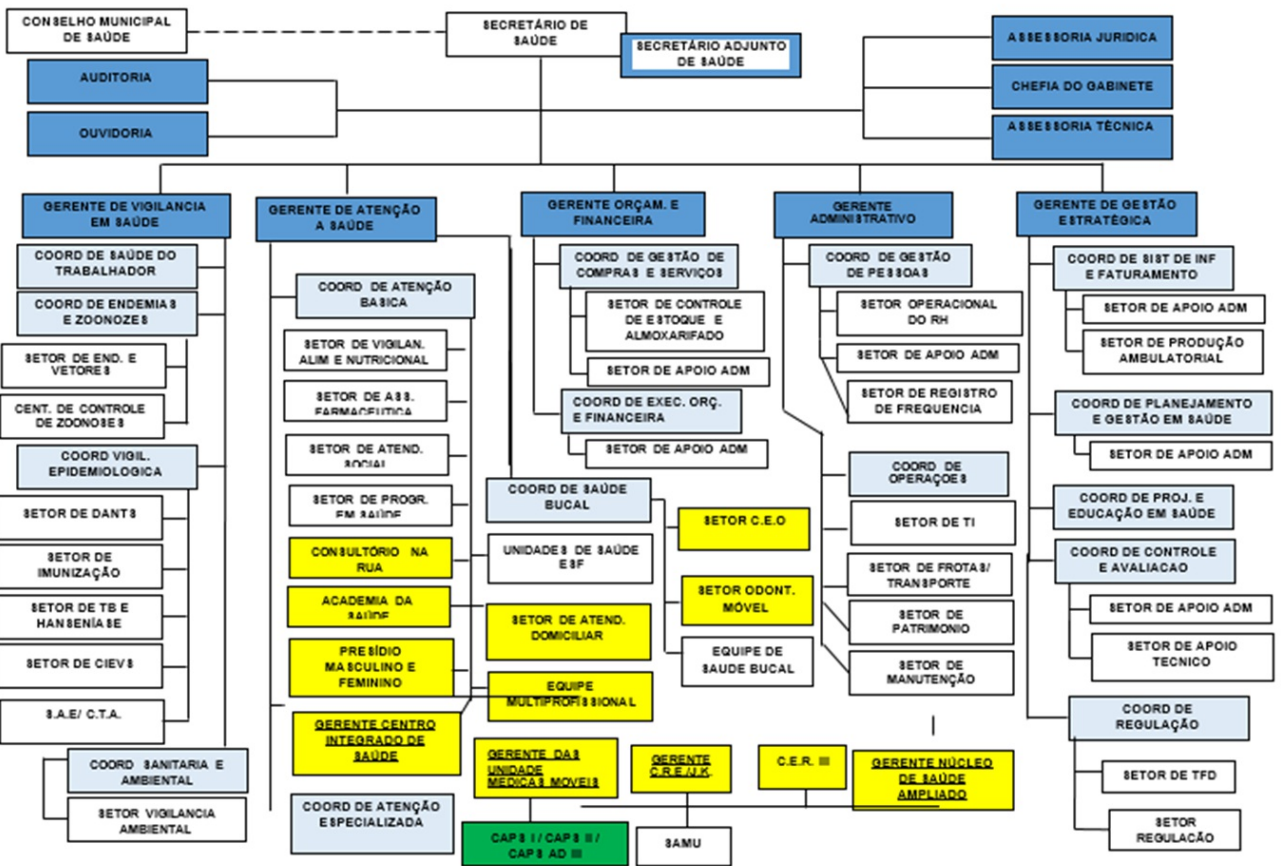 CONSELHO MUNICIPAL
DE SAÚDE
SECRETÁRIO DE
SAÚDE
SECRETÁRIO ADJUNTO
DE SAÚDE
ASSESSORIA JURIDICA
AUDITORIA
CHEFIA DO GABINETE
OUVIDORIA
ASSESSORIA TÈCNICA
GERENTE DE VIGILANCIA
EM SAÚDE
GERENTE DE ATENÇÃO
A SAÚDE
GERENTE ORÇAM. E
FINANCEIRA
GERENTE
ADMINISTRATIVO
GERENTE DE GESTÃO
ESTRATÈGICA
COORD DE SAÚDE DO
TRABALHADOR
COORD DE ENDEMIAS
E ZOONOZES
SETOR DE END. E
VETORES
CENT. DE CONTROLE
DE ZOONOSES
COORD VIGIL.
EPIDEMIOLOGICA
SETOR DE DANTS
SETOR DE
IMUNIZAÇÃO
SETOR DE TB E
HANSENÍASE
SETOR DE CIEVS
S.A.E/ C.T.A.
COORD SANITARIA E
AMBIENTAL
SETOR VIGILANCIA
AMBIENTAL
COORD DE ATENÇÃO
BASICA
SETOR DE VIGILAN.
ALIM E NUTRICIONAL
SETOR DE ASS.
FARMACEUTICA
SETOR DE ATEND.
SOCIAL
SETOR DE PROGR.
EM SAÚDE
CONSULTÓRIO NA
RUA
ACADEMIA DA
SAÚDE
PRESÍDIO
MASCULINO E
FEMININO
GERENTE CENTRO
INTEGRADO DE
SAÚDE
COORD DE ATENÇÃO
ESPECIALIZADA
COORD DE SAÚDE
BUCAL
UNIDADES DE SAÚDE
ESF
SETOR DE ATEND.
DOMICILIAR
EQUIPE
MULTIPROFISSIONAL
SETOR C.E.O
SETOR ODONT.
MÓVEL
EQUIPE DE
SAUDE BUCAL
GERENTE DAS
UNIDADE
MEDICAS MOVEIS
GERENTE
C.R.E./J.K.
C.E.R. III
GERENTE NÚCLEO
DE SAÚDE
AMPLIADO
CAPS I / CAPS II /
CAPS AD III
SAMU
COORD DE GESTÃO DE
COMPRAS E SERVIÇOS
SETOR DE CONTROLE
DE ESTOQUE E
ALMOXARIFADO
SETOR DE APOIO ADM
COORD DE EXEC. ORÇ.
E FINANCEIRA
SETOR DE APOIO ADM
COORD DE GESTÃO
DE PESSOAS
SETOR OPERACIONAL
DO RH
SETOR DE APOIO ADM
SETOR DE REGISTRO
DE FREQUENCIA
COORD DE
OPERAÇOES
SETOR DE TI
SETOR DE FROTAS/
TRANSPORTE
SETOR DE
PATRIMONIO
SETOR DE
MANUTENÇÃO
COORD DE SIST DE INF
E FATURAMENTO
SETOR DE APOIO ADM
SETOR DE PRODUÇÃO
AMBULATORIAL
COORD DE PLANEJAMENTO
E GESTÃO EM SAÚDE
SETOR DE APOIO ADM
COORD DE PROJ. E
EDUCAÇÃO EM SAÚDE
COORD DE CONTROLE
E AVALIACAO
SETOR DE APOIO ADM
SETOR DE APOIO
TECNICO
COORD DE
REGULAÇÃO
SETOR DE TFD
SETOR
REGULACÃO